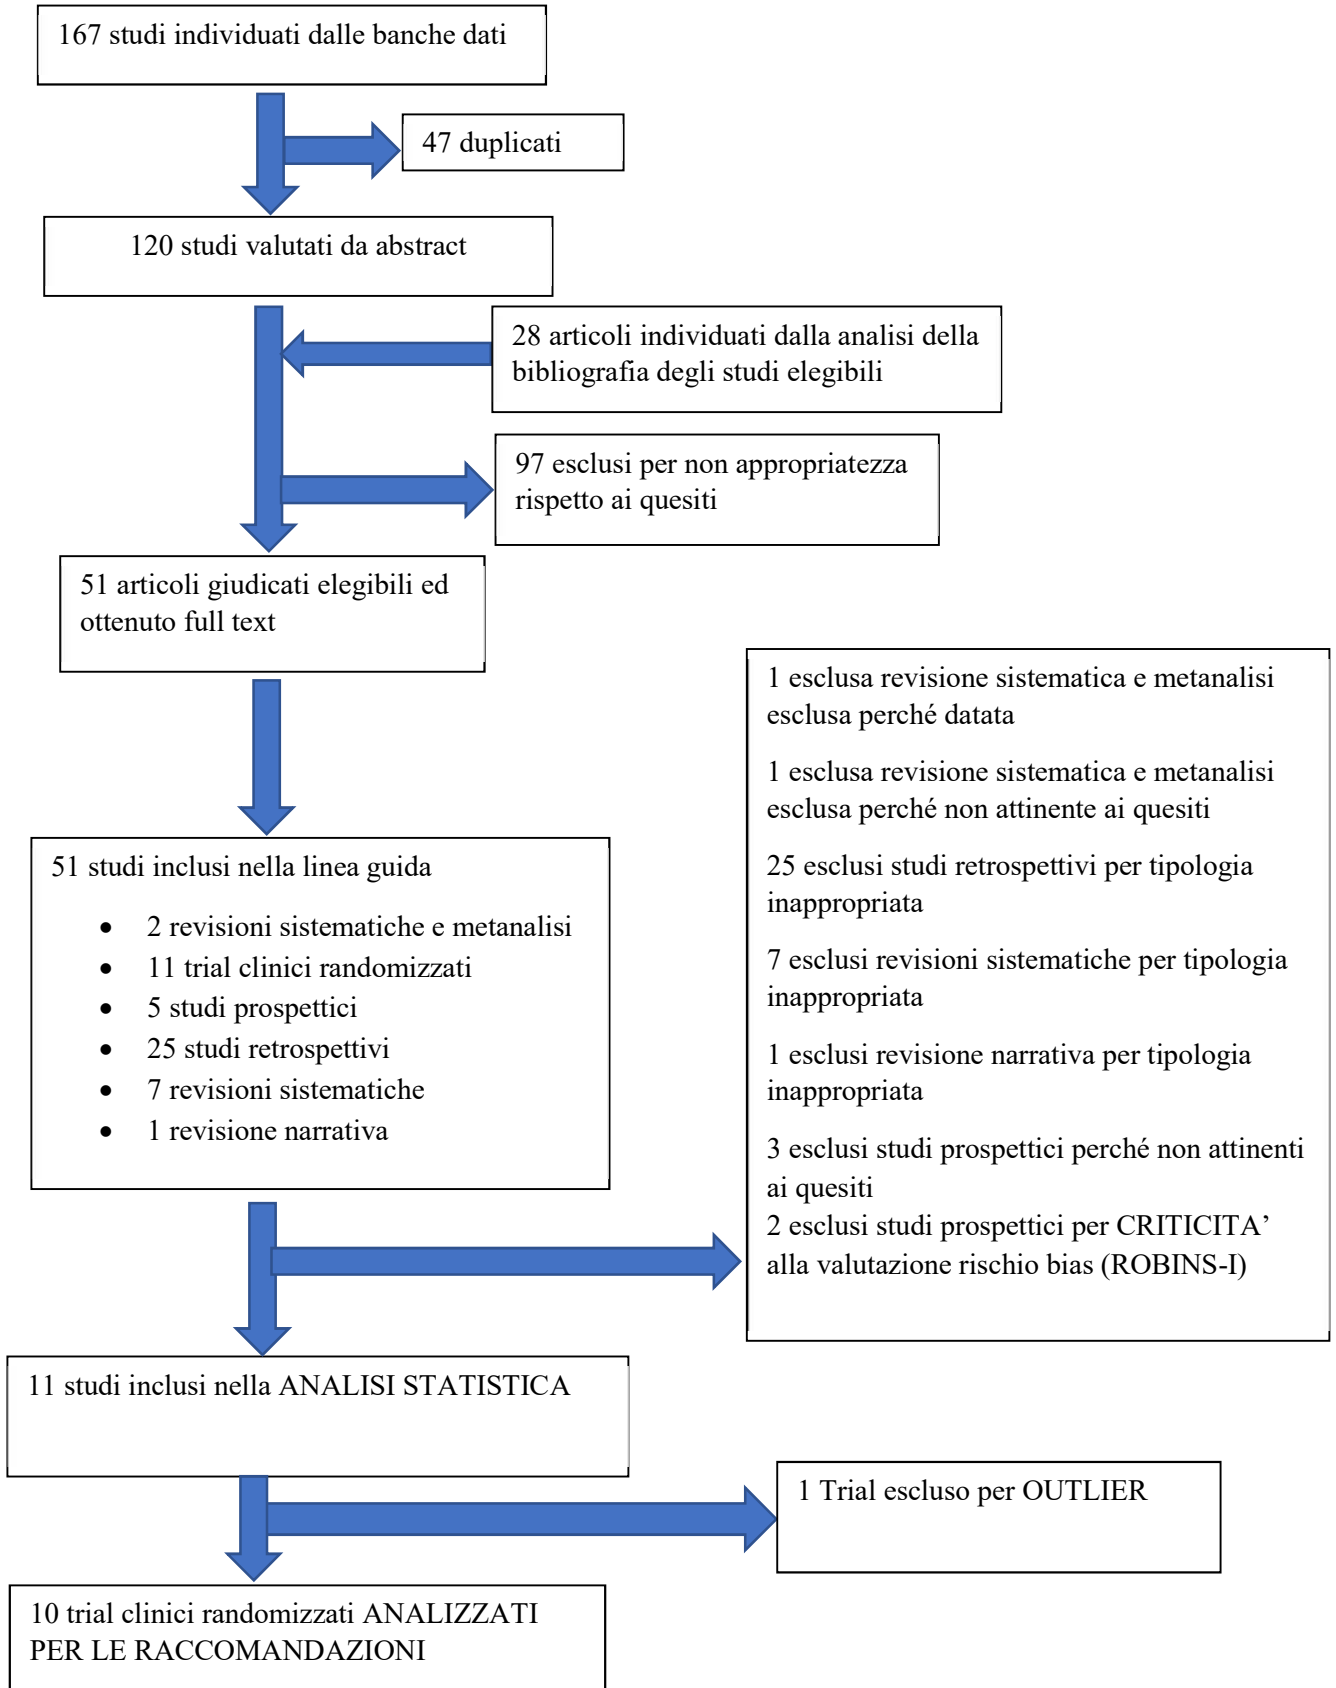 167 studi individuati dalle banche dati
47 duplicati
120 studi valutati da abstract
28 articoli individuati dalla analisi della
bibliografia degli studi elegibili
97 esclusi per non appropriatezza
rispetto ai quesiti
51 articoli giudicati elegibili ed
ottenuto full text
51 studi inclusi nella linea guida
• 2 revisioni sistematiche e metanalisi
• 11 trial clinici randomizzati
• 5 studi prospettici
• 25 studi retrospettivi
• 7 revisioni sistematiche
• 1 revisione narrativa
1 esclusa revisione sistematica e metanalisi
esclusa perché datata
1 esclusa revisione sistematica e metanalisi
esclusa perché non attinente ai quesiti
25 esclusi studi retrospettivi per tipologia
inappropriata
7 esclusi revisioni sistematiche per tipologia
inappropriata
1 esclusi revisione narrativa per tipologia
inappropriata
3 esclusi studi prospettici perché non attinenti
ai quesiti
2 esclusi studi prospettici per CRITICITA’
alla valutazione rischio bias (ROBINS-I)
11 studi inclusi nella ANALISI STATISTICA
1 Trial escluso per OUTLIER
10 trial clinici randomizzati ANALIZZATI
PER LE RACCOMANDAZIONI